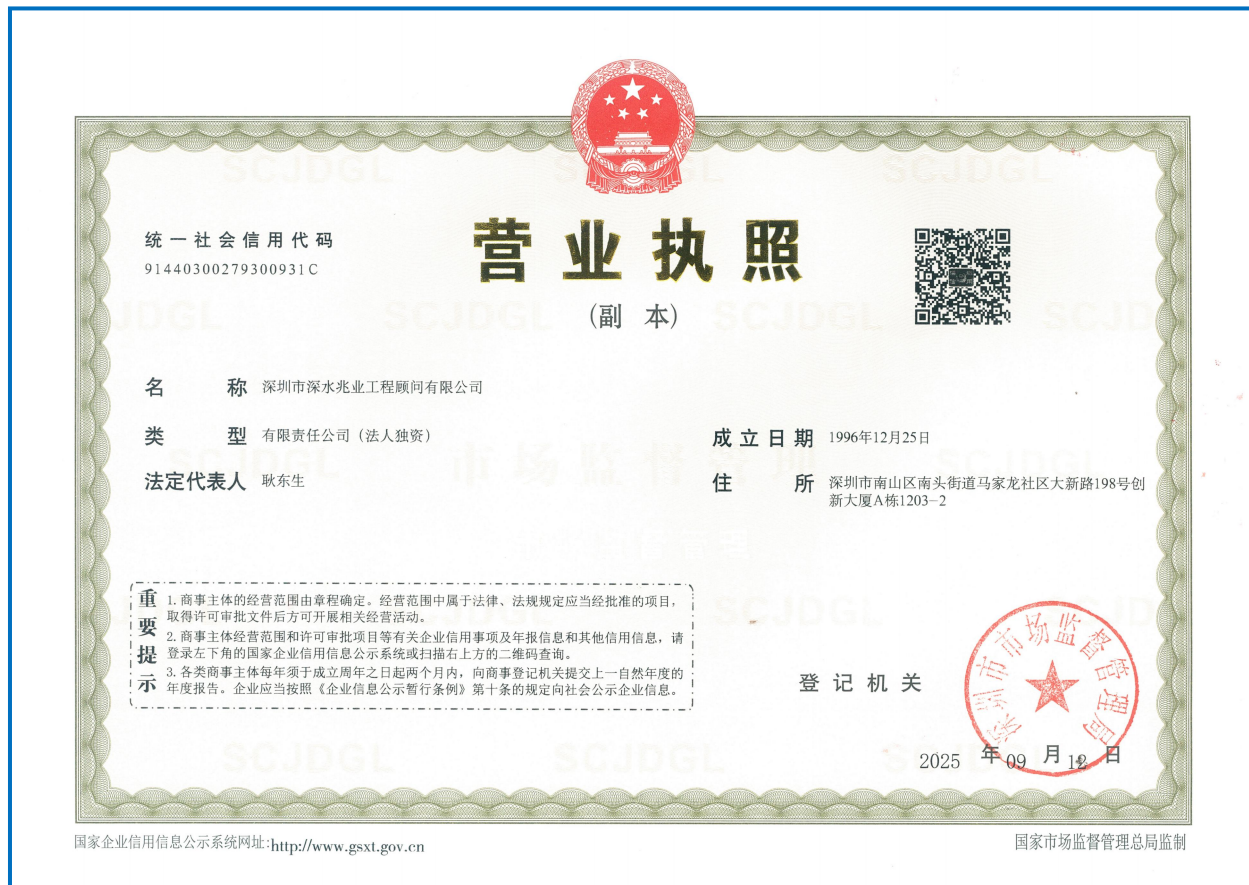 统一社会信用代码
91440300279300931C
营业执照
(副 本)
名 称 深圳市深水兆业工程顾问有限公司
类 型 有限责任公司（法人独资）
法定代表人 耿东生
成立日期 1996年12月25日
住 所 深圳市南山区南头街道马家龙社区大新路198号创
新大厦A栋1203-2
重要提示
1. 商事主体的经营范围由章程确定。经营范围中属于法律、法规规定应当经批准的项目，
取得许可审批文件后方可开展相关经营活动。
2. 商事主体经营范围和许可审批项目等有关企业信用事项及年报信息和其他信用信息，请
登录左下角的国家企业信用信息公示系统或扫描右上方的二维码查询。
3. 各类商事主体每年须于成立周年之日起两个月内，向商事登记机关提交上一自然年度的
年度报告。企业应当按照《企业信息公示暂行条例》第十条的规定向社会公示企业信息。
登记机关
深圳市市场监督管理局
2025 年 09 月 12 日
国家企业信用信息公示系统网址:http://www.gsxt.gov.cn
国家市场监督管理总局监制
SCJDGL
市场监督管理